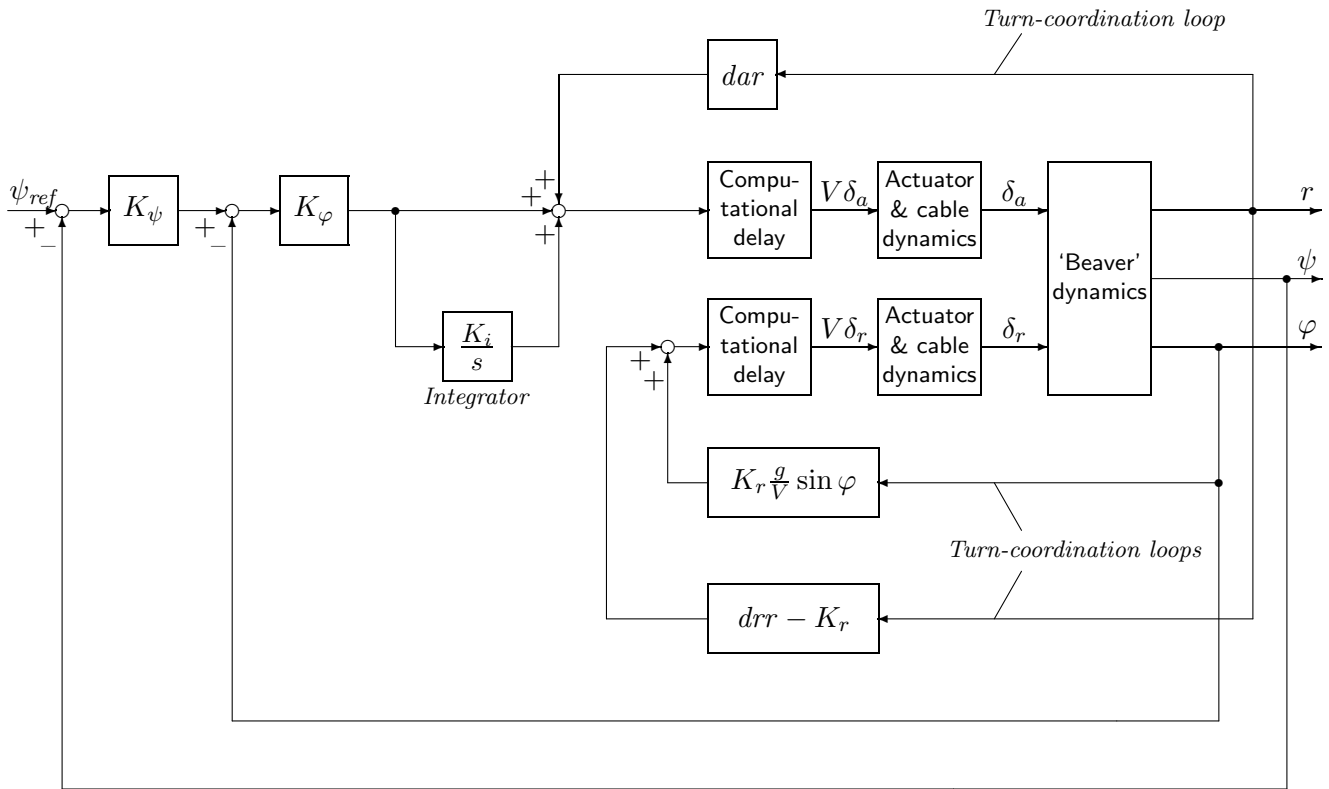 Turn-coordination loop
dar
ψref
+
−
Kψ
+
−
Kφ
+
+
+
Compu-
tational
delay
Vδa
Actuator
& cable
dynamics
δa
r
Ki
s
Integrator
+
+
Compu-
tational
delay
Vδr
Actuator
& cable
dynamics
δr
'Beaver'
dynamics
ψ
φ
Kr g/V sin φ
Turn-coordination loops
drr − Kr